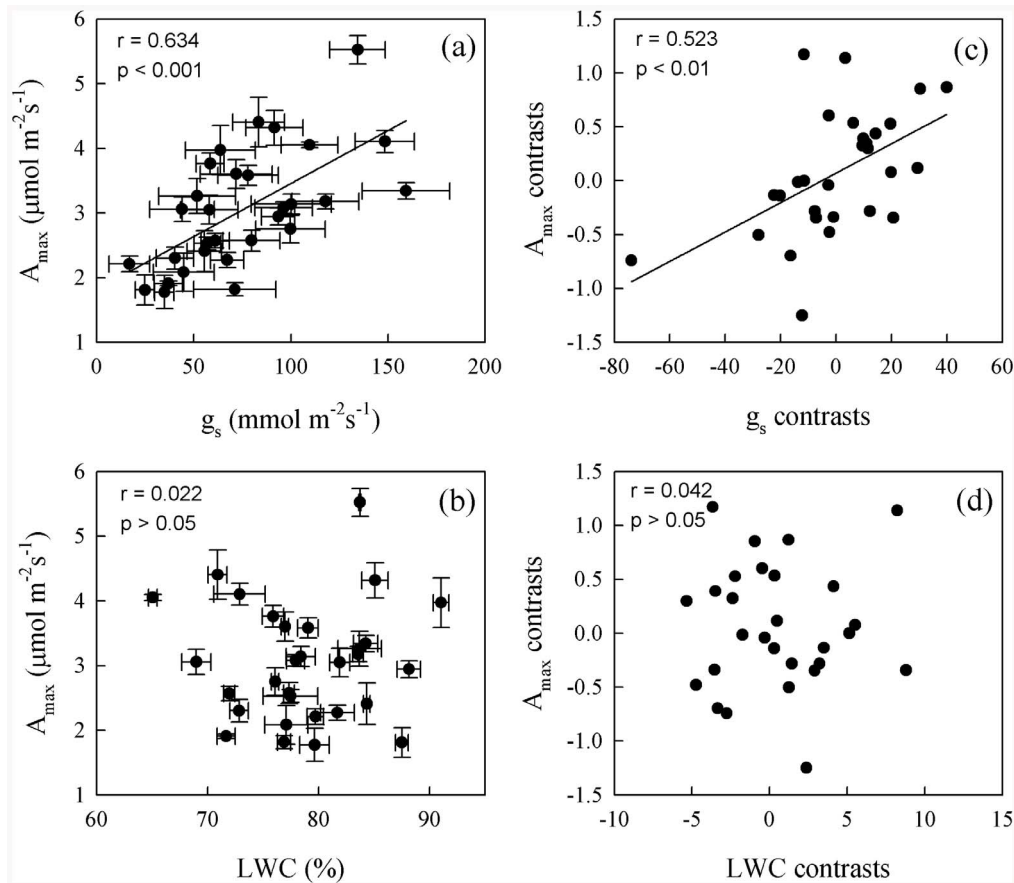 (a)
r = 0.634
p < 0.001
6
5
4
3
2
1
Amax (μmol m-2s-1)
0 50 100 150 200
gs (mmol m-2s-1)
(c)
r = 0.523
p < 0.01
1.5
1.0
0.5
0.0
-0.5
-1.0
-1.5
Amax contrasts
-80 -60 -40 -20 0 20 40 60
gs contrasts
(b)
r = 0.022
p > 0.05
6
5
4
3
2
1
Amax (μmol m-2s-1)
60 70 80 90
LWC (%)
(d)
r = 0.042
p > 0.05
1.5
1.0
0.5
0.0
-0.5
-1.0
-1.5
Amax contrasts
-10 -5 0 5 10 15
LWC contrasts